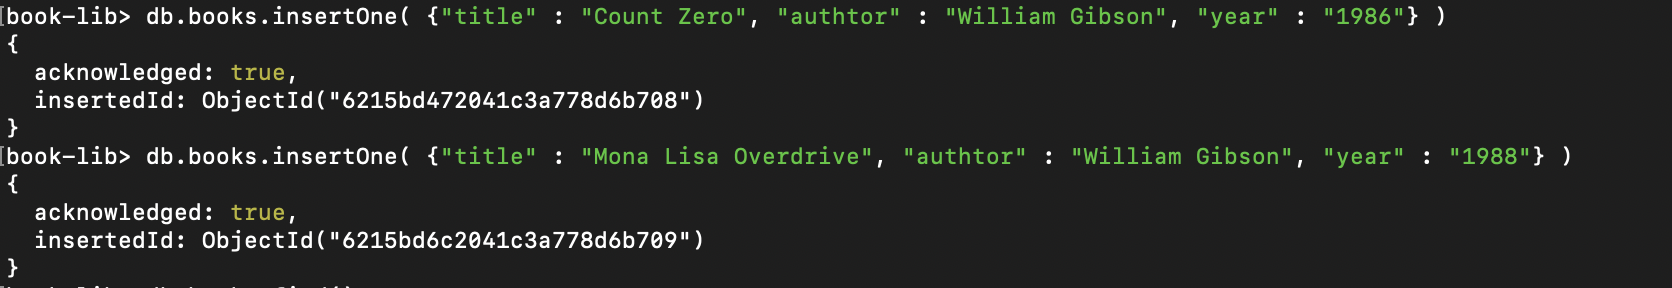 book-lib> db.books.insertOne( {"title" : "Count Zero", "authtor" : "William Gibson", "year" : "1986"} )
{
  acknowledged: true,
  insertedId: ObjectId("6215bd472041c3a778d6b708")
}
book-lib> db.books.insertOne( {"title" : "Mona Lisa Overdrive", "authtor" : "William Gibson", "year" : "1988"} )
{
  acknowledged: true,
  insertedId: ObjectId("6215bd6c2041c3a778d6b709")
}